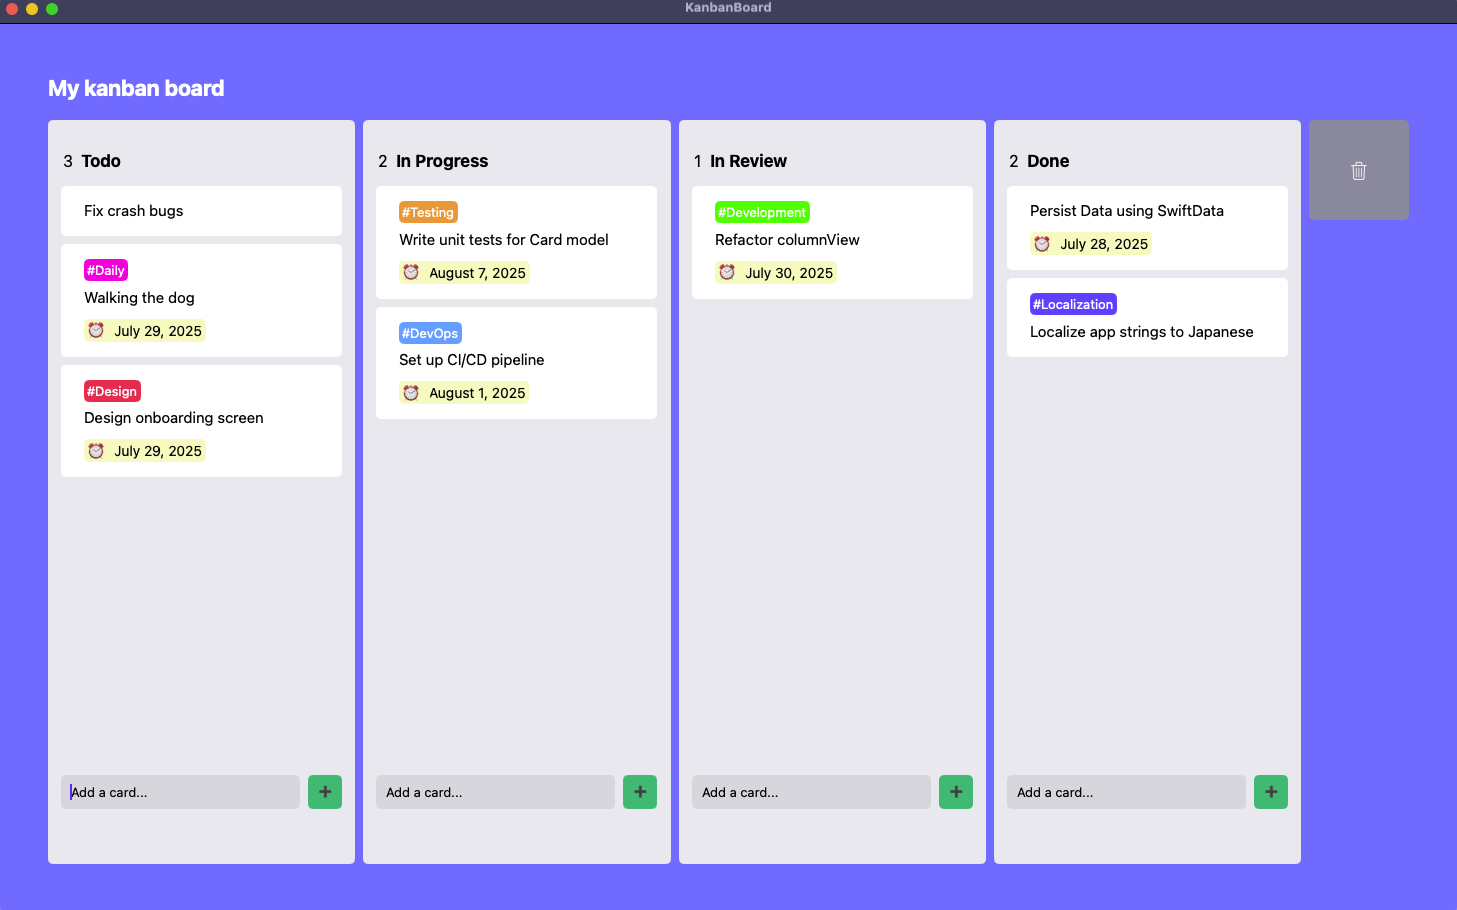 KanbanBoard
My kanban board
3 Todo
Fix crash bugs
#Daily
Walking the dog
July 29, 2025
#Design
Design onboarding screen
July 29, 2025
Add a card...
2 In Progress
#Testing
Write unit tests for Card model
August 7, 2025
#DevOps
Set up CI/CD pipeline
August 1, 2025
Add a card...
1 In Review
#Development
Refactor columnView
July 30, 2025
Add a card...
2 Done
Persist Data using SwiftData
July 28, 2025
#Localization
Localize app strings to Japanese
Add a card...